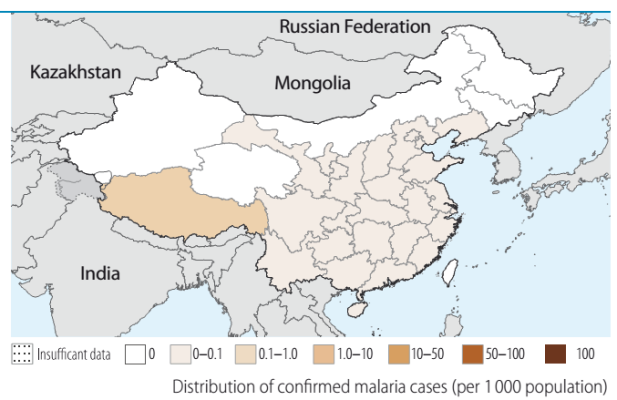 Russian Federation
Kazakhstan
Mongolia
India
Insufficant data 0 0–0.1 0.1–1.0 1.0–10 10–50 50–100 100
Distribution of confirmed malaria cases (per 1 000 population)